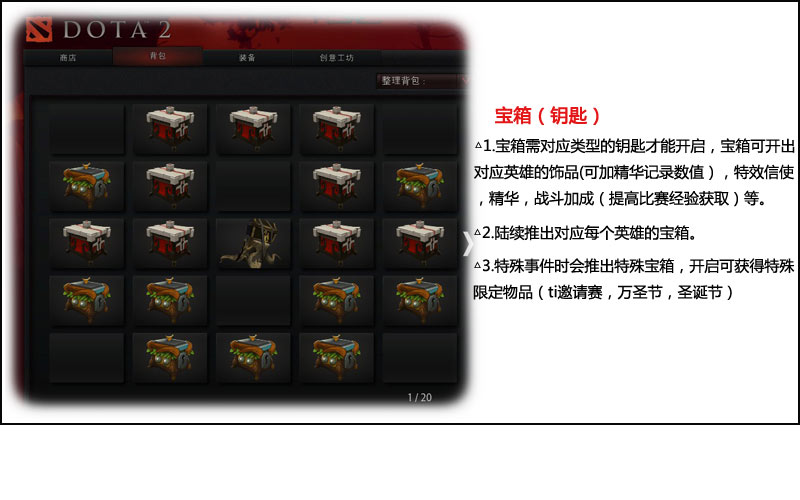 DOTA 2
商店 背包 装备 创意工坊
整理背包:
1 / 20
宝箱（钥匙）
△1.宝箱需对应类型的钥匙才能开启，宝箱可开出
对应英雄的饰品(可加精华记录数值），特效信使
，精华，战斗加成（提高比赛经验获取）等。
△2.陆续推出对应每个英雄的宝箱。
△3.特殊事件时会推出特殊宝箱，开启可获得特殊
限定物品（ti邀请赛，万圣节，圣诞节）